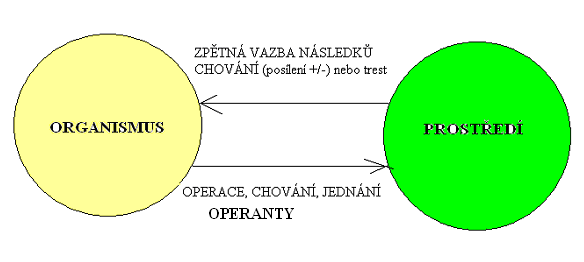 ZPĚTNÁ VAZBA NÁSLEDKŮ
CHOVÁNÍ (posílení +/-) nebo trest
ORGANISMUS
PROSTŘEDÍ
OPERACE, CHOVÁNÍ, JEDNÁNÍ
OPERANTY